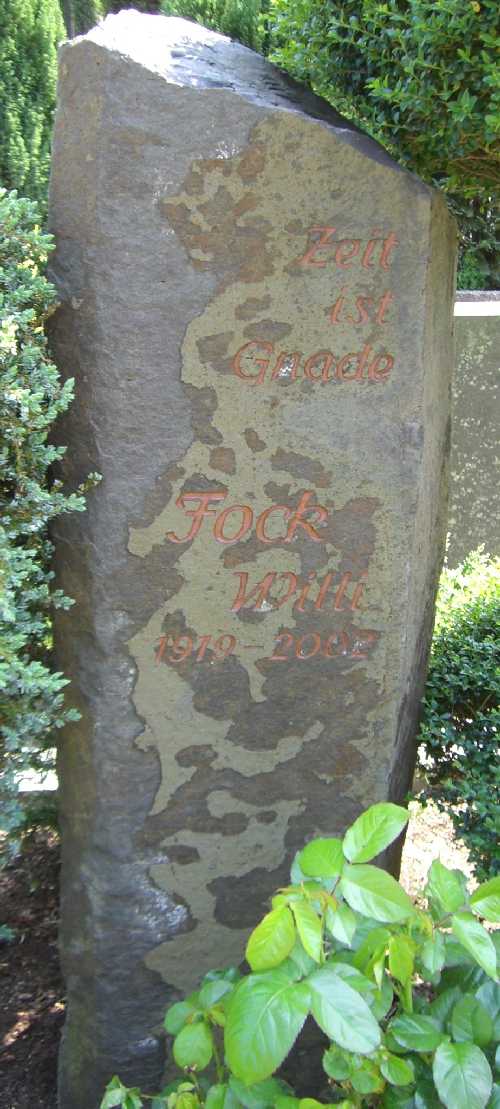 Zeit
ist
Gnade
Fock
Willi
1919-2002